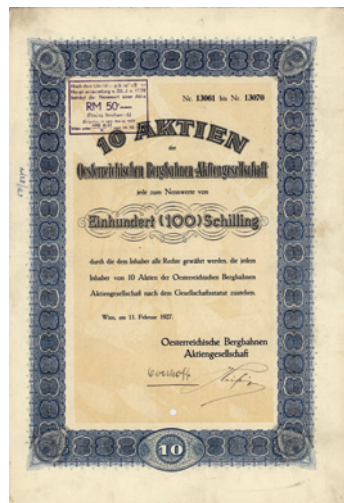 Nr. 13061 bis Nr. 13070
RM 50
10 AKTIEN
der
Oesterreichischen Bergbahnen-Aktiengesellschaft
jede zum Nennwerte von
Einhundert (100) Schilling
durch die dem Inhaber alle Rechte gewährt werden, die jedem
Inhaber von 10 Aktien der Oesterreichischen Bergbahnen
Aktiengesellschaft nach dem Gesellschaftsstatut zustehen.
Wien, am 11. Februar 1927.
Oesterreichische Bergbahnen
Aktiengesellschaft
10